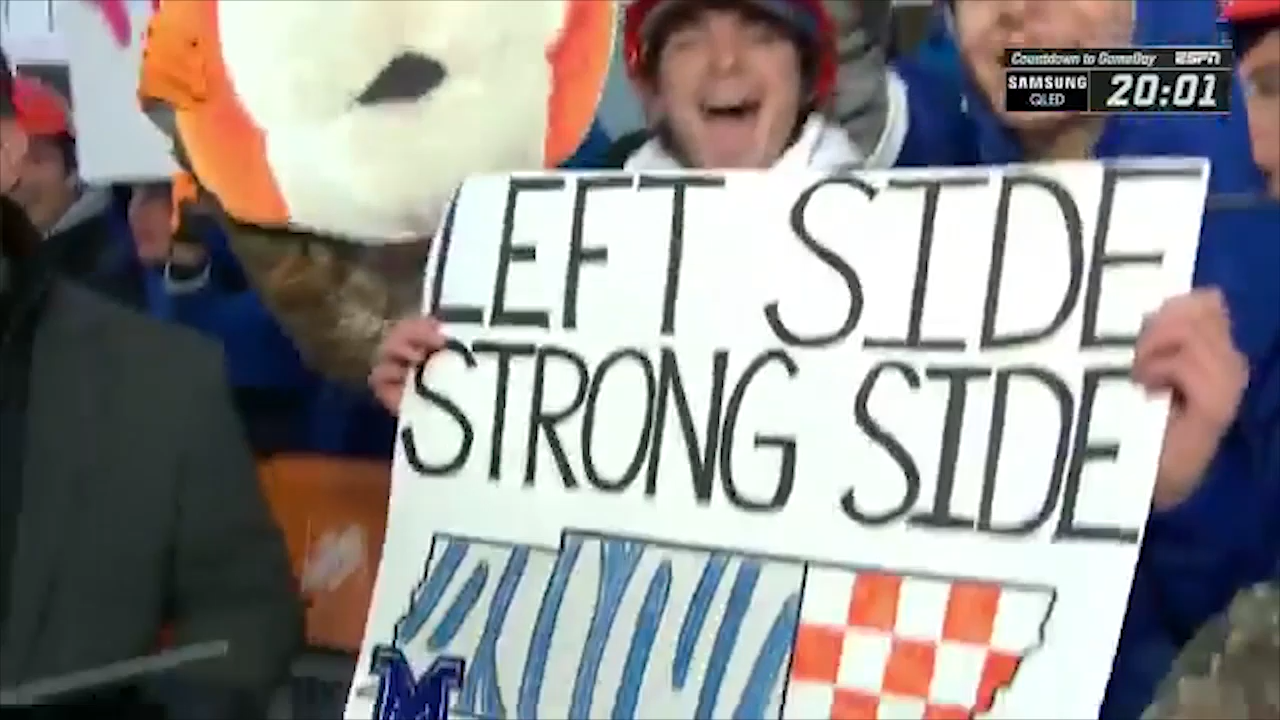 Countdown to GameDay ESPN
SAMSUNG
QLED
20:01
LEFT SIDE
STRONG SIDE
M